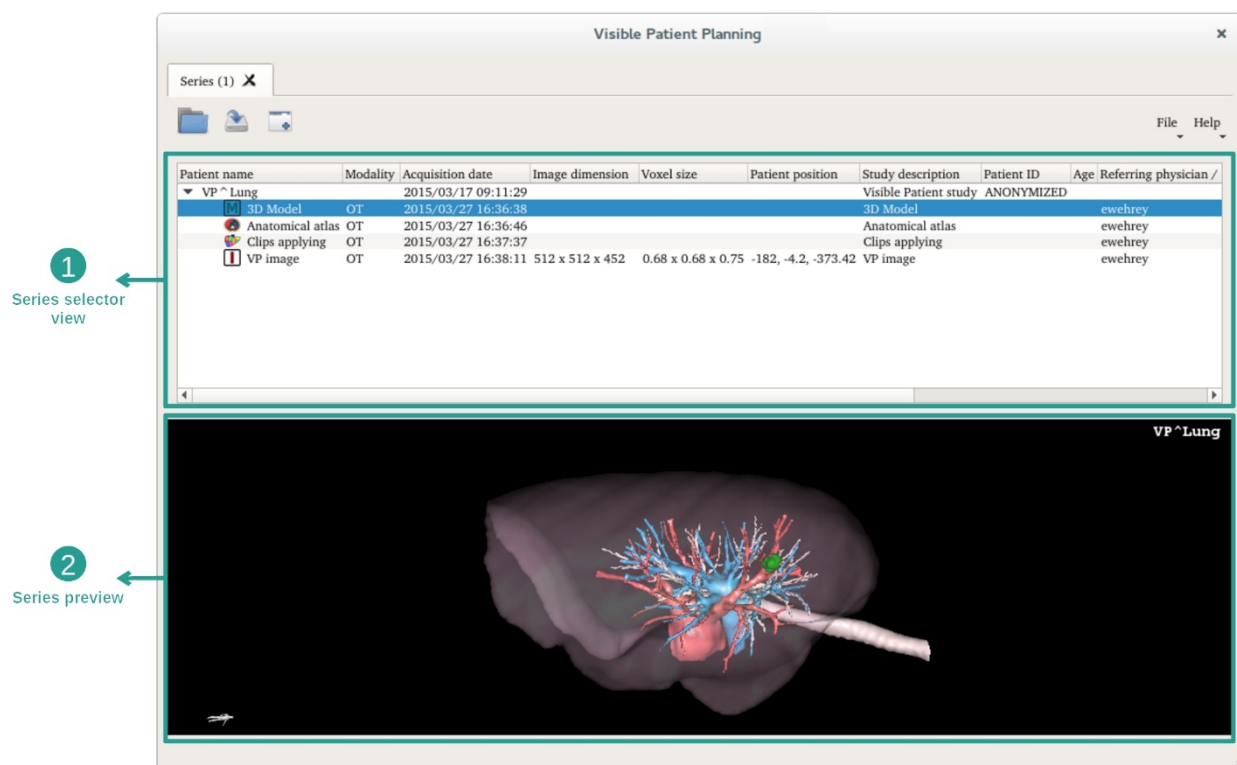 Visible Patient Planning
Series (1)
File Help
Patient name Modality Acquisition date Image dimension Voxel size Patient position Study description Patient ID Age Referring physician /
VP ^ Lung 2015/03/17 09:11:29 Visible Patient study ANONYMIZED
M 3D Model OT 2015/03/27 16:36:38 3D Model ewehrey
Anatomical atlas OT 2015/03/27 16:36:46 Anatomical atlas ewehrey
Clips applying OT 2015/03/27 16:37:37 Clips applying ewehrey
VP image OT 2015/03/27 16:38:11 512 x 512 x 452 0.68 x 0.68 x 0.75 -182, -4.2, -373.42 VP image ewehrey
1
Series selector
view
VP^Lung
2
Series preview